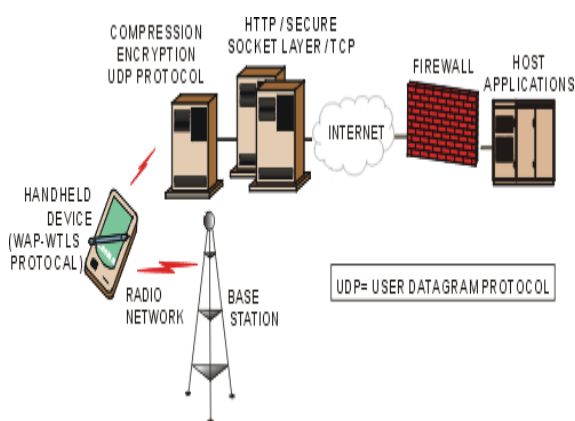 COMPRESSION
ENCRYPTION
UDP PROTOCOL
HTTP / SECURE
SOCKET LAYER / TCP
FIREWALL
HOST
APPLICATIONS
INTERNET
HANDHELD
DEVICE
(WAP-WTLS
PROTOCAL)
RADIO
NETWORK
BASE
STATION
UDP= USER DATAGRAM PROTOCOL